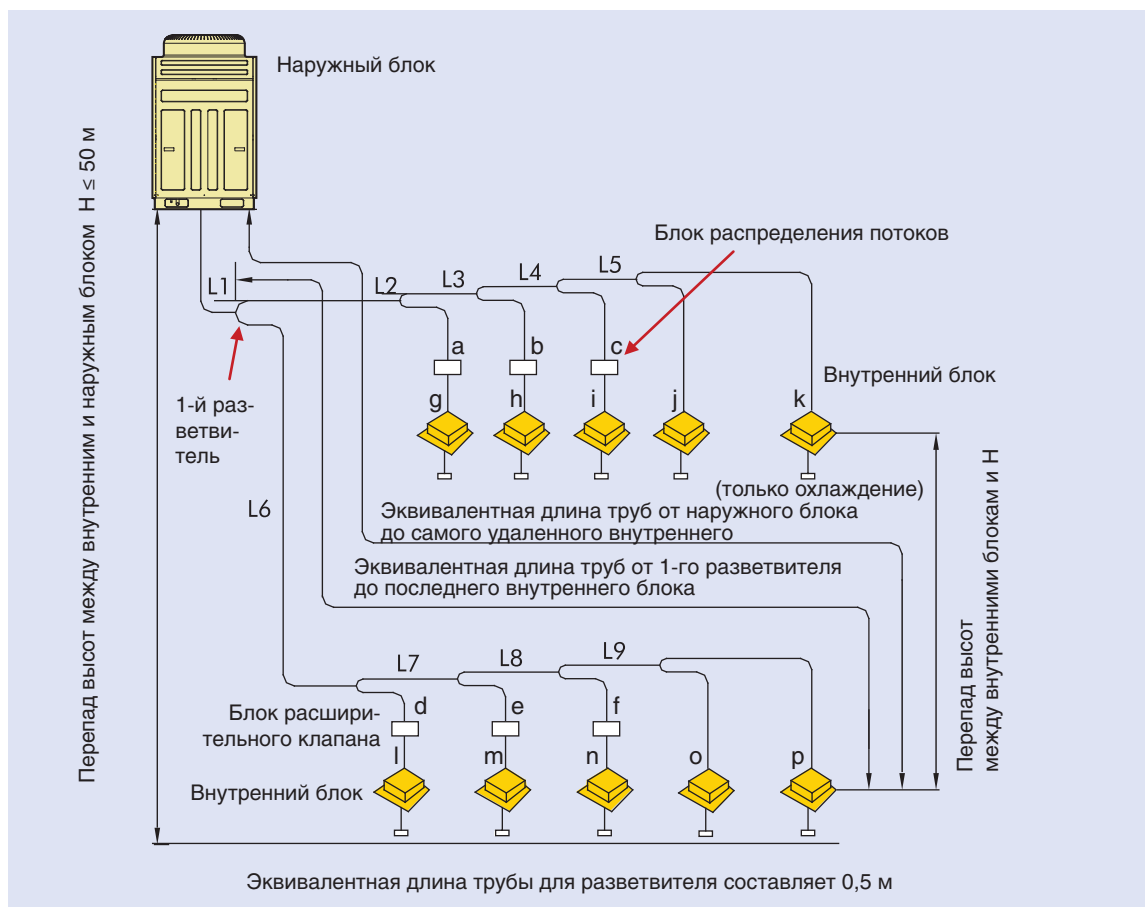 Наружный блок
Перепад высот между внутренним и наружным блоком  H ≤ 50 м
Блок распределения потоков
L1
L2
L3
L4
L5
a
b
c
1-й раз-
ветви-
тель
Внутренний блок
g
h
i
j
k
(только охлаждение)
L6
Эквивалентная длина труб от наружного блока
до самого удаленного внутреннего
Эквивалентная длина труб от 1-го разветвителя
до последнего внутреннего блока
Перепад высот
между внутренними блокам и H
L7
L8
L9
Блок расшири-
тельного клапана
d
e
f
l
m
n
o
p
Внутренний блок
Эквивалентная длина трубы для разветвителя составляет 0,5 м